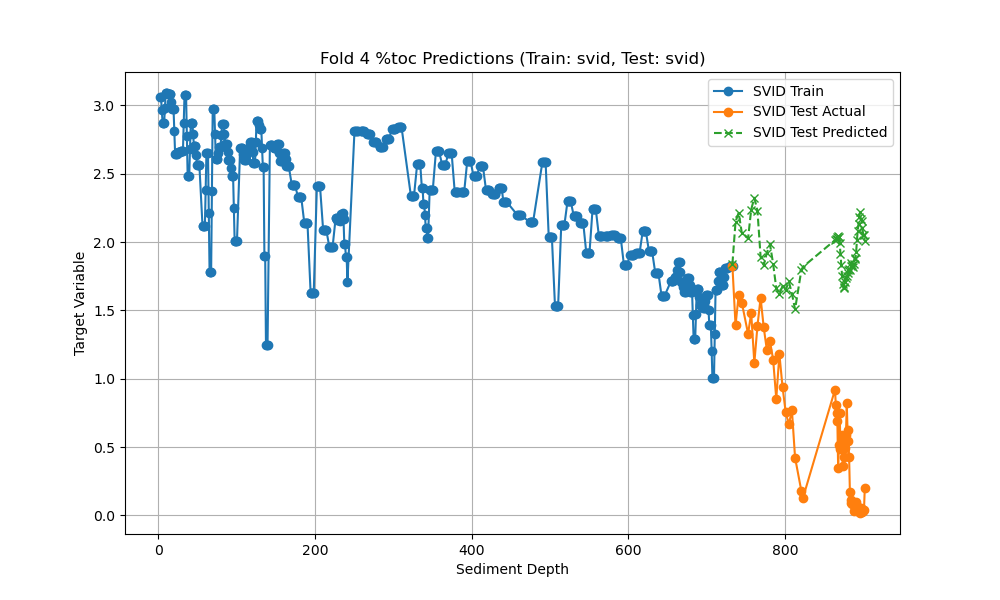 Fold 4 %toc Predictions (Train: svid, Test: svid)
SVID Train
SVID Test Actual
SVID Test Predicted
Target Variable
3.0
2.5
2.0
1.5
1.0
0.5
0.0
0
200
400
600
800
Sediment Depth